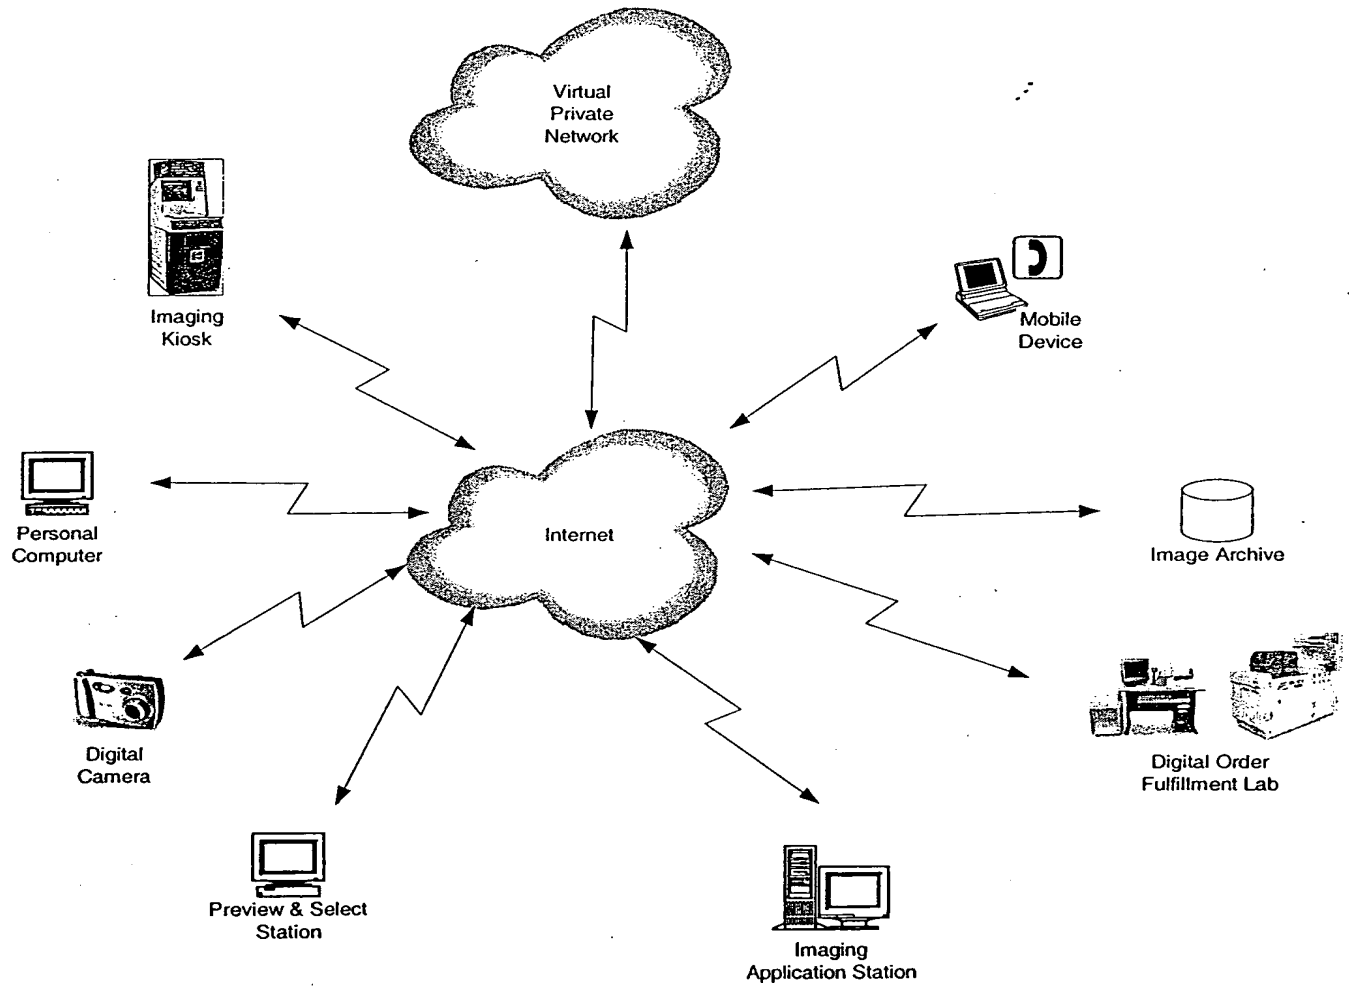 Virtual
Private
Network
Imaging
Kiosk
Mobile
Device
Personal
Computer
Internet
Image Archive
Digital
Camera
Digital Order
Fulfillment Lab
Preview & Select
Station
Imaging
Application Station